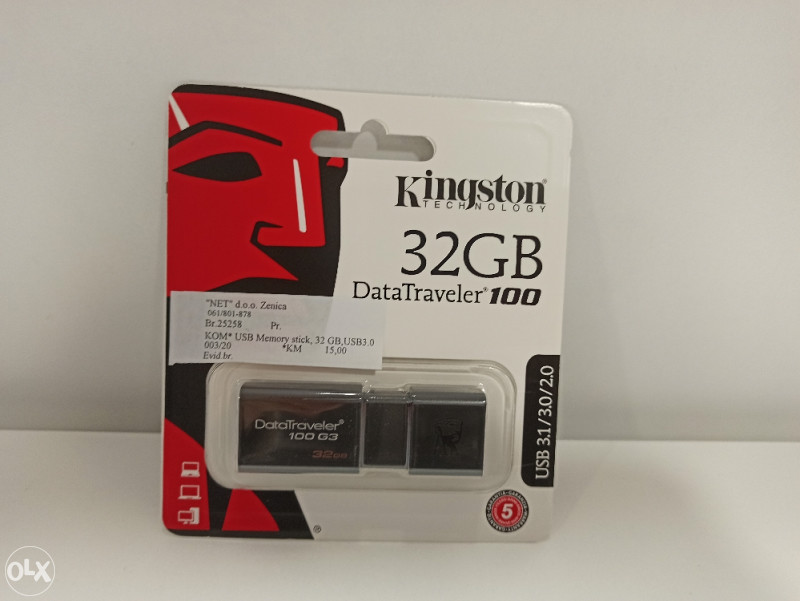 Kingston
TECHNOLOGY
32GB
DataTraveler® 100
"NET" d.o.o. Zenica
061/801-878
Br.25258 Pr.
KOM* USB Memory stick, 32 GB,USB3.0
003/20 *KM 15,00
Evid.br.
DataTraveler®
100 G3
32GB
USB 3.1/3.0/2.0
5
®
OLX